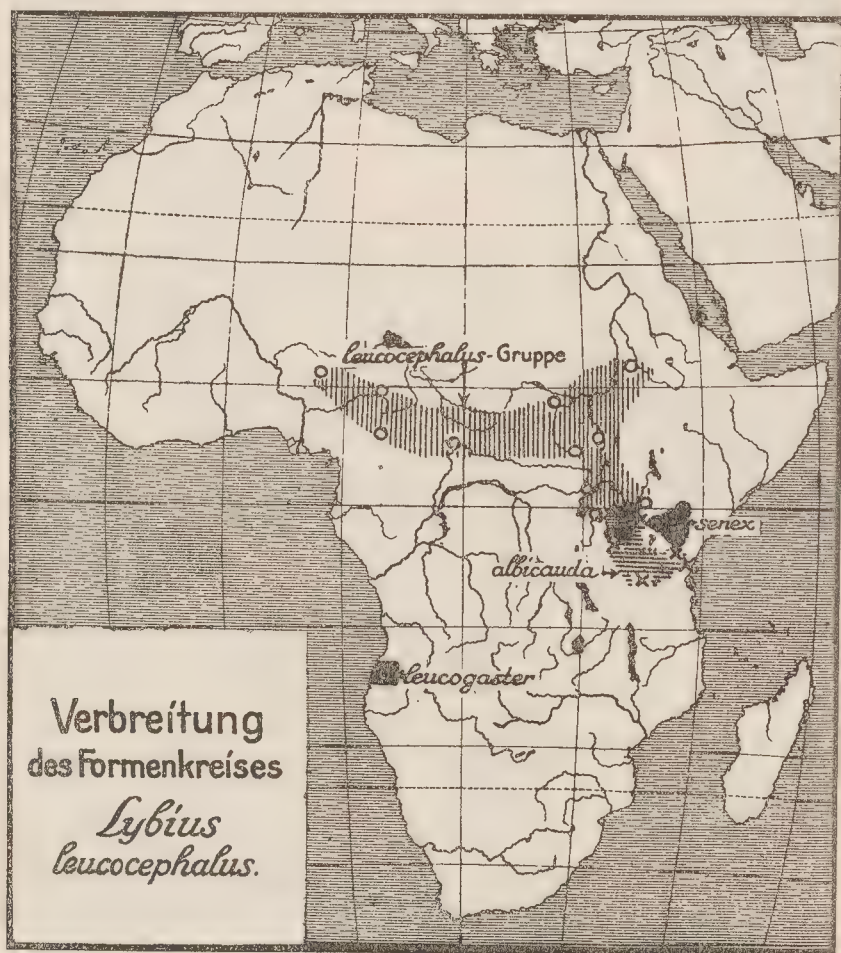 leucocephalus-Gruppe
senex
albicauda
leucogaster
Verbreitung
des Formenkreises
Lybius
leucocephalus.